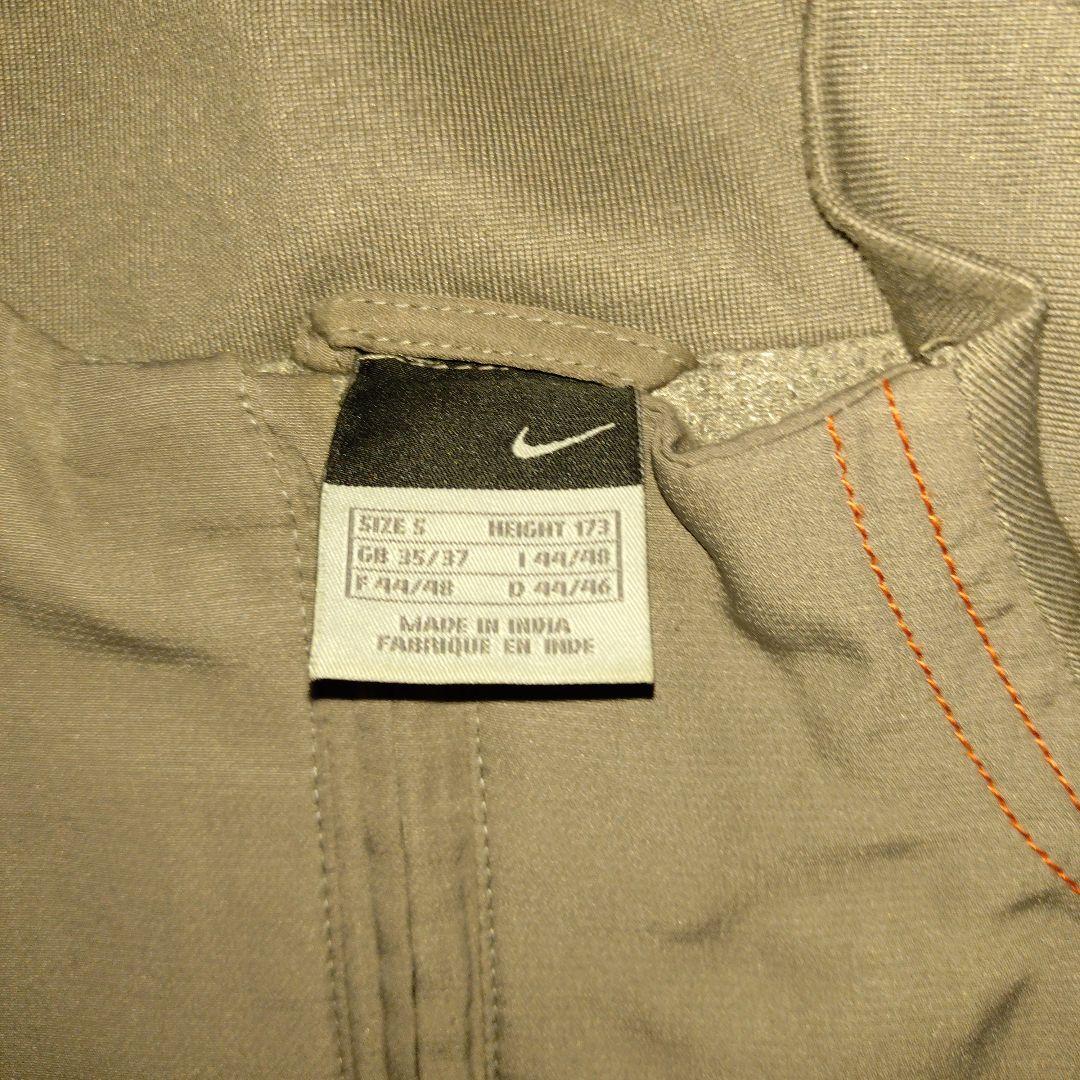 SIZE S HEIGHT 173
GB 35/37 I 44/48
F 44/48 D 44/46
MADE IN INDIA
FABRIQUE EN INDE